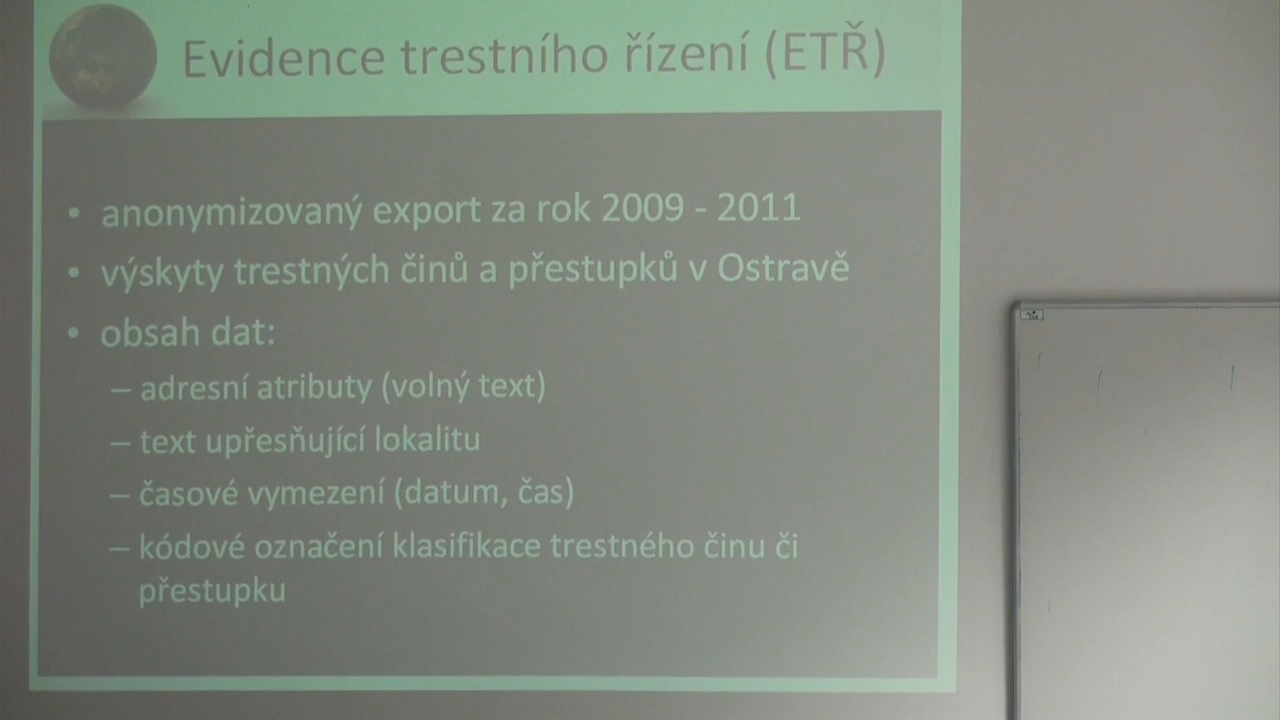 Evidence trestního řízení (ETŘ)
• anonymizovaný export za rok 2009 - 2011
• výskyty trestných činů a přestupků v Ostravě
• obsah dat:
– adresní atributy (volný text)
– text upřesňující lokalitu
– časové vymezení (datum, čas)
– kódové označení klasifikace trestného činu či
přestupku